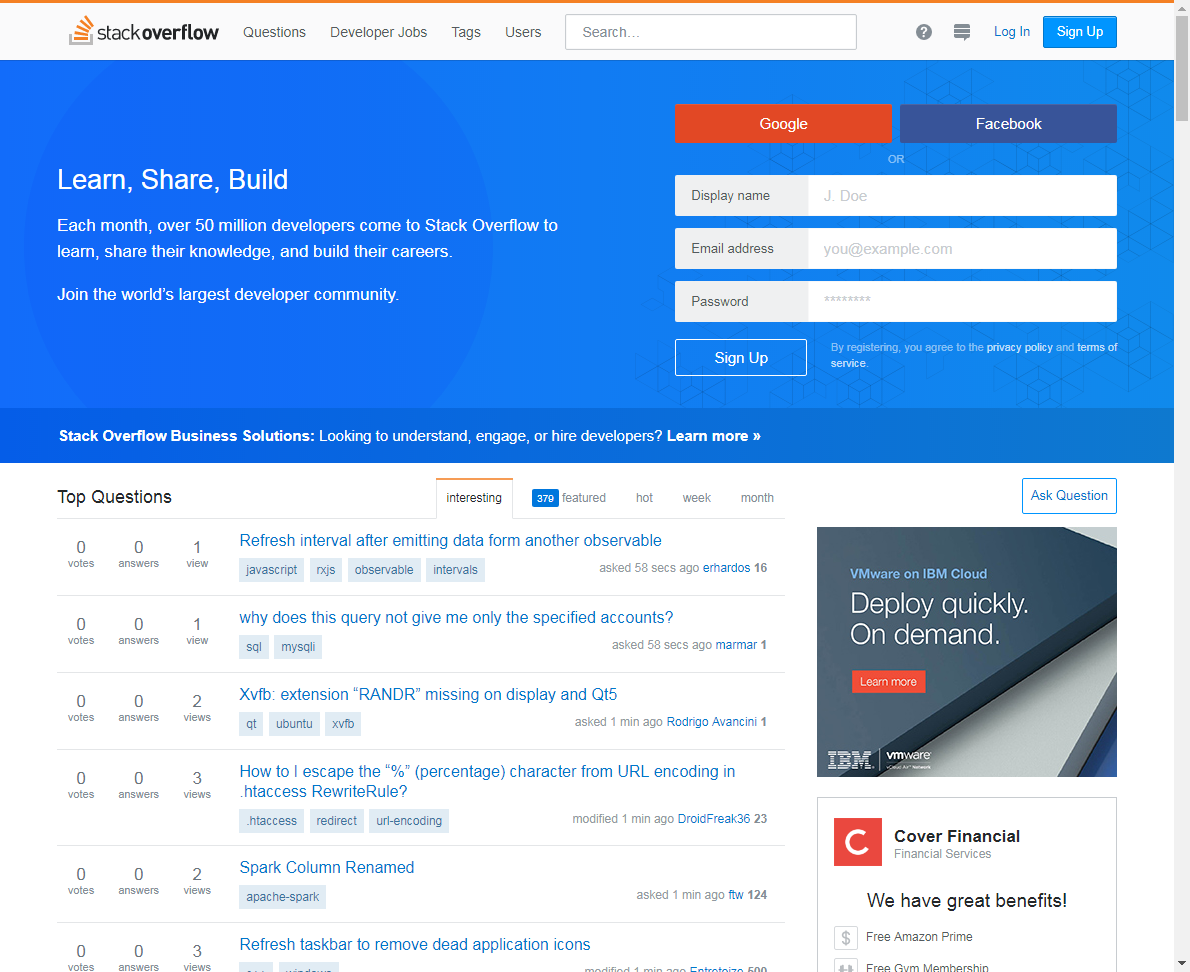 stackoverflow Questions Developer Jobs Tags Users Search... ? Log In Sign Up
Google Facebook
OR
Learn, Share, Build
Each month, over 50 million developers come to Stack Overflow to
learn, share their knowledge, and build their careers.
Join the world's largest developer community.
Display name J. Doe
Email address you@example.com
Password ********
Sign Up
By registering, you agree to the privacy policy and terms of
service.
Stack Overflow Business Solutions: Looking to understand, engage, or hire developers? Learn more »
Top Questions interesting 379 featured hot week month
0 votes 0 answers 1 view
Refresh interval after emitting data form another observable
javascript rxjs observable intervals
asked 58 secs ago erhardos 16
0 votes 0 answers 1 view
why does this query not give me only the specified accounts?
sql mysqli
asked 58 secs ago marmar 1
0 votes 0 answers 2 views
Xvfb: extension “RANDR” missing on display and Qt5
qt ubuntu xvfb
asked 1 min ago Rodrigo Avancini 1
0 votes 0 answers 3 views
How to I escape the “%” (percentage) character from URL encoding in
.htaccess RewriteRule?
.htaccess redirect url-encoding
modified 1 min ago DroidFreak36 23
0 votes 0 answers 2 views
Spark Column Renamed
apache-spark
asked 1 min ago ftw 124
0 votes 0 answers 3 views
Refresh taskbar to remove dead application icons
windows
modified 1 min ago Entretoize 500
Ask Question
VMware on IBM Cloud
Deploy quickly.
On demand.
Learn more
IBM. vmware
vCloud Air Network
C
Cover Financial
Financial Services
We have great benefits!
$ Free Amazon Prime
Free Gym Membership